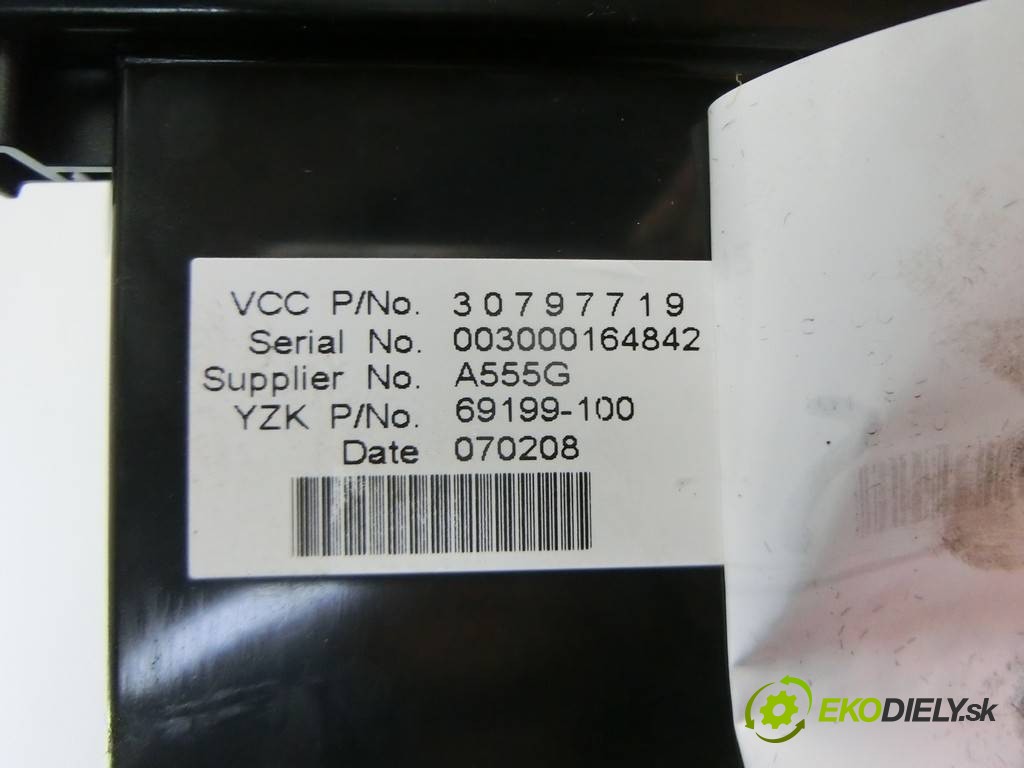 VCC P/No. 30797719
Serial No. 003000164842
Supplier No. A555G
YZK P/No. 69199-100
Date 070208
EKODIELY.sk